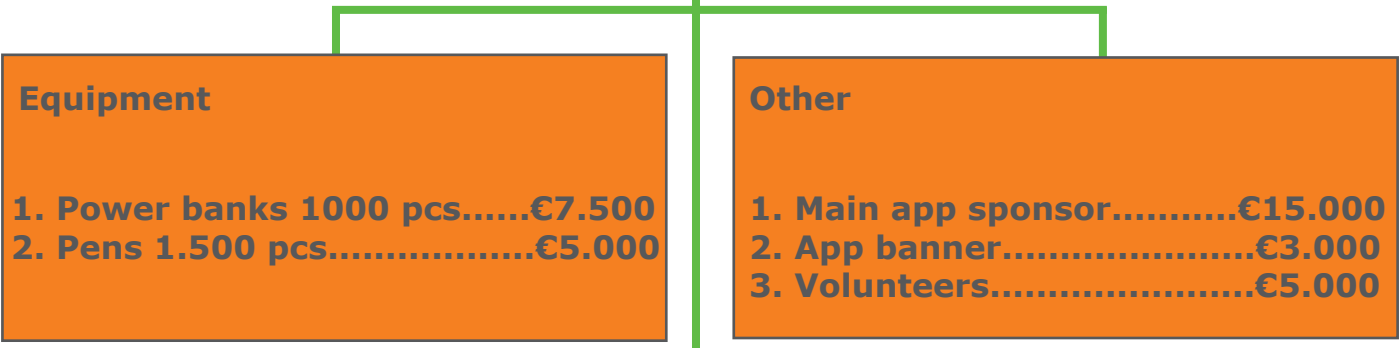 Equipment
1. Power banks 1000 pcs......€7.500
2. Pens 1.500 pcs..................€5.000
Other
1. Main app sponsor...........€15.000
2. App banner......................€3.000
3. Volunteers.......................€5.000